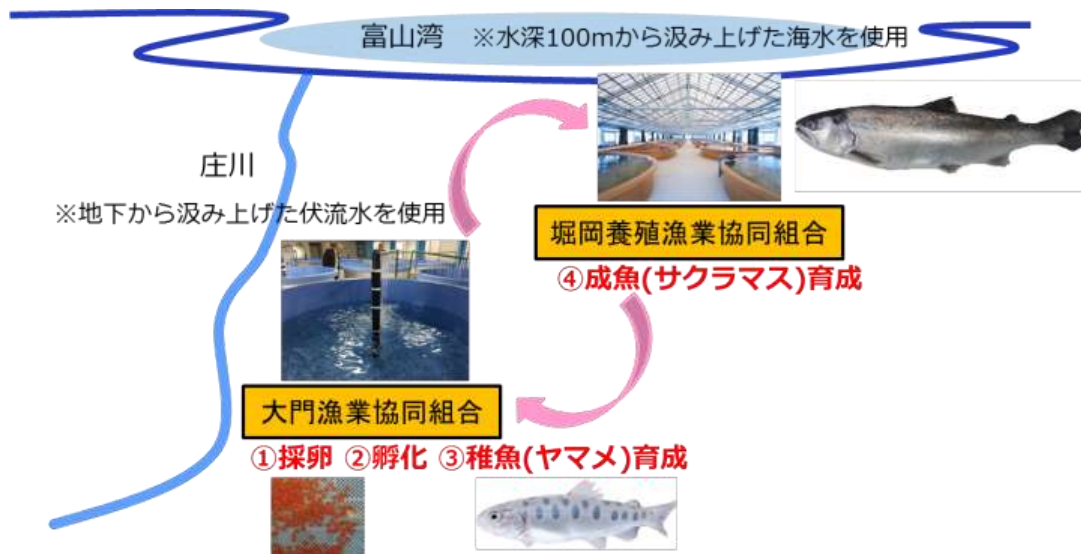 富山湾 ※水深100mから汲み上げた海水を使用
庄川
※地下から汲み上げた伏流水を使用
堀岡養殖漁業協同組合
④成魚(サクラマス)育成
大門漁業協同組合
①採卵 ②孵化 ③稚魚(ヤマメ)育成